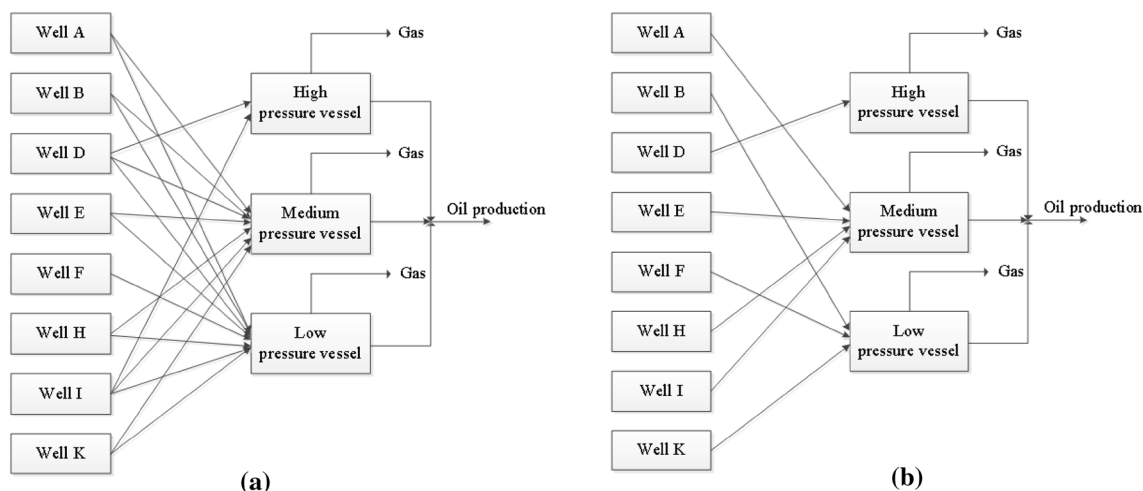 Well A
Well B
Well D
Well E
Well F
Well H
Well I
Well K
Gas
High
pressure vessel
Gas
Medium
pressure vessel
Oil production
Gas
Low
pressure vessel
(a)
Well A
Well B
Well D
Well E
Well F
Well H
Well I
Well K
Gas
High
pressure vessel
Gas
Medium
pressure vessel
Oil production
Gas
Low
pressure vessel
(b)